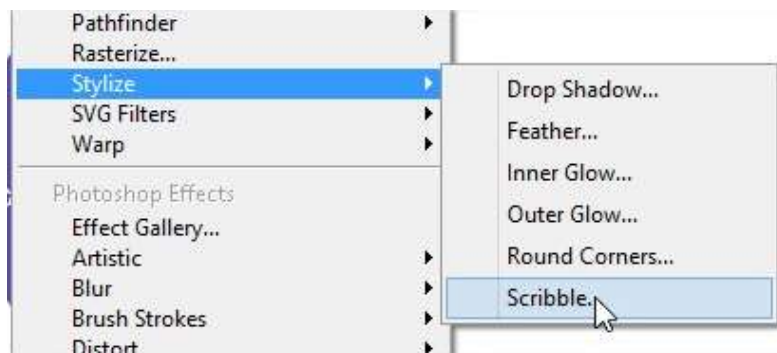 Pathfinder
Rasterize...
Stylize
SVG Filters
Warp
Photoshop Effects
Effect Gallery...
Artistic
Blur
Brush Strokes
Distort
Drop Shadow...
Feather...
Inner Glow...
Outer Glow...
Round Corners...
Scribble.